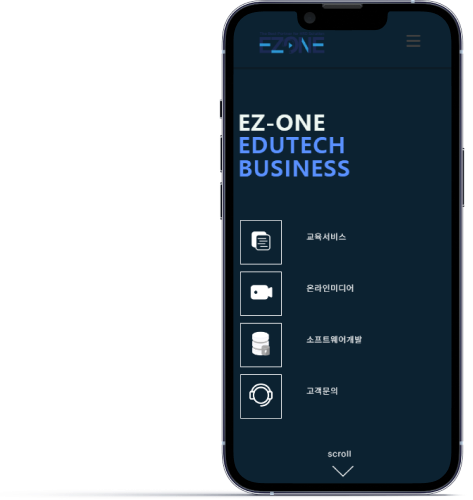 EZONE
EZ-ONE
EDUTECH
BUSINESS
교육서비스
온라인미디어
소프트웨어개발
고객문의
scroll